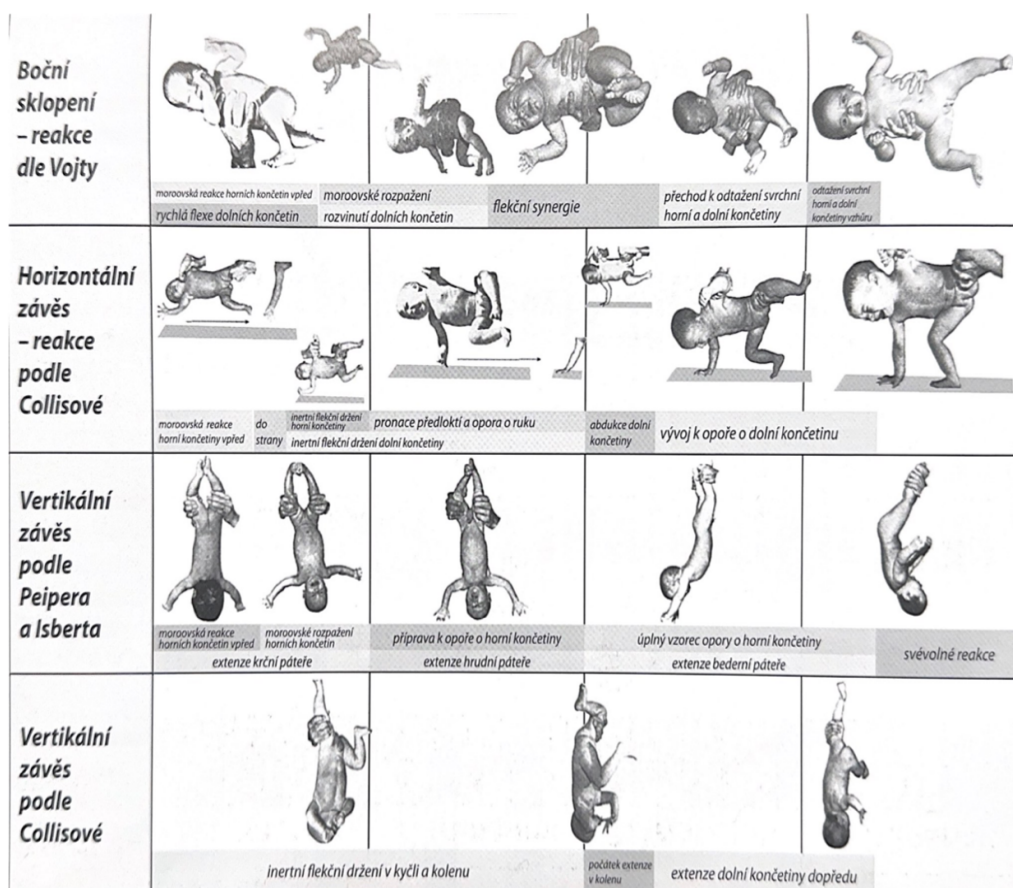 Boční
sklopení
– reakce
dle Vojty
moroovská reakce horních končetin vpřed
rychlá flexe dolních končetin
moroovské rozpažení
rozvinutí dolních končetin
flekční synergie
přechod k odtažení svrchní
horní a dolní končetiny
odtažení svrchní
horní a dolní
končetiny vzhůru
Horizontální
závěs
– reakce
podle
Collisové
moroovská reakce
horní končetiny vpřed
do
strany
inertní flekční držení
horní končetiny
inertní flekční držení dolní končetiny
pronace předloktí a opora o ruku
abdukce dolní
končetiny
vývoj k opoře o dolní končetinu
Vertikální
závěs
podle
Peipera
a Isberta
moroovská reakce
horních končetin vpřed
moroovské rozpažení
horních končetin
extenze krční páteře
příprava k opoře o horní končetiny
extenze hrudní páteře
úplný vzorec opory o horní končetiny
extenze bederní páteře
svévolné reakce
Vertikální
závěs
podle
Collisové
inertní flekční držení v kyčli a kolenu
počátek extenze
v kolenu
extenze dolní končetiny dopředu